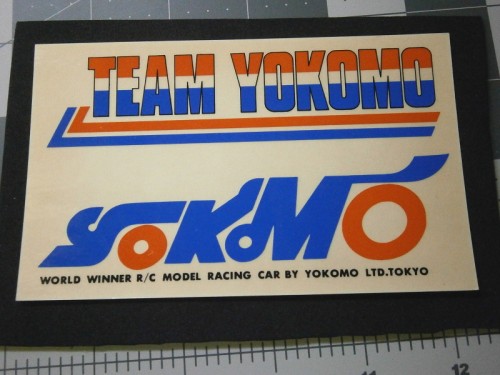 TEAM YOKOMO
YOKOMO
WORLD WINNER R/C MODEL RACING CAR BY YOKOMO LTD.TOKYO
11
12